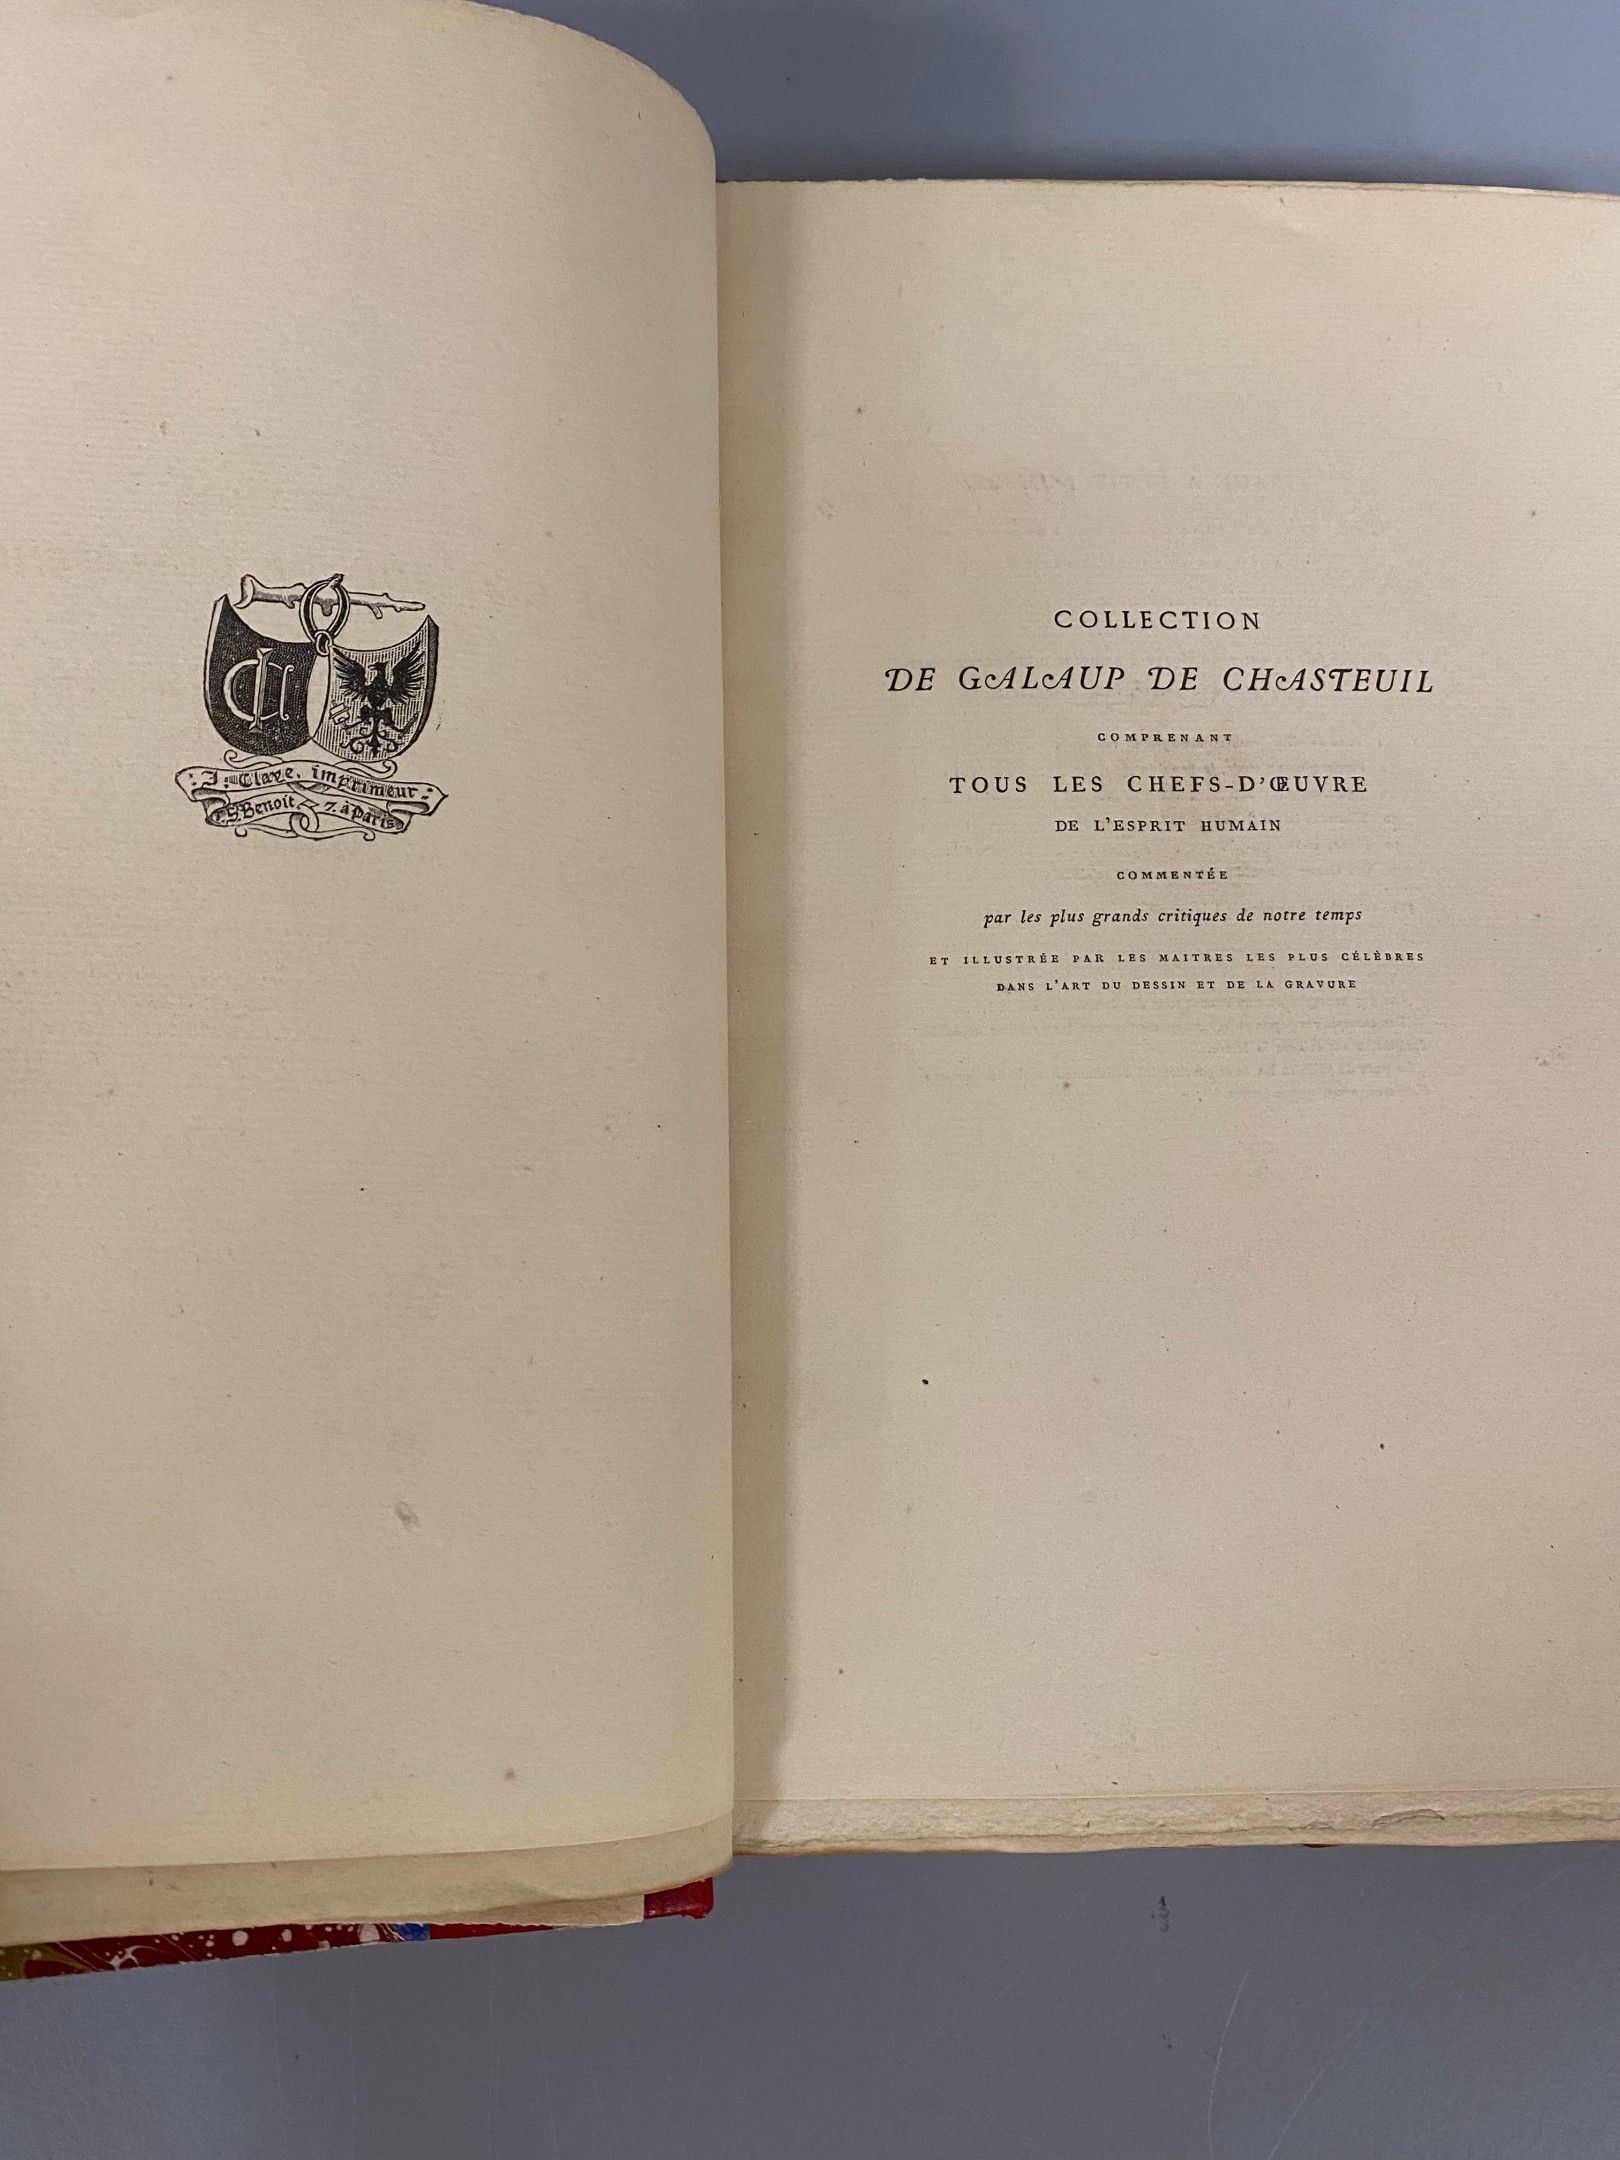 J. Claye, imprimeur
r. S. Benoit. 7. à Paris
COLLECTION
DE GALAUP DE CHASTEUIL
COMPRENANT
TOUS LES CHEFS-D'ŒUVRE
DE L'ESPRIT HUMAIN
COMMENTÉE
par les plus grands critiques de notre temps
ET ILLUSTRÉE PAR LES MAITRES LES PLUS CÉLÈBRES
DANS L'ART DU DESSIN ET DE LA GRAVURE